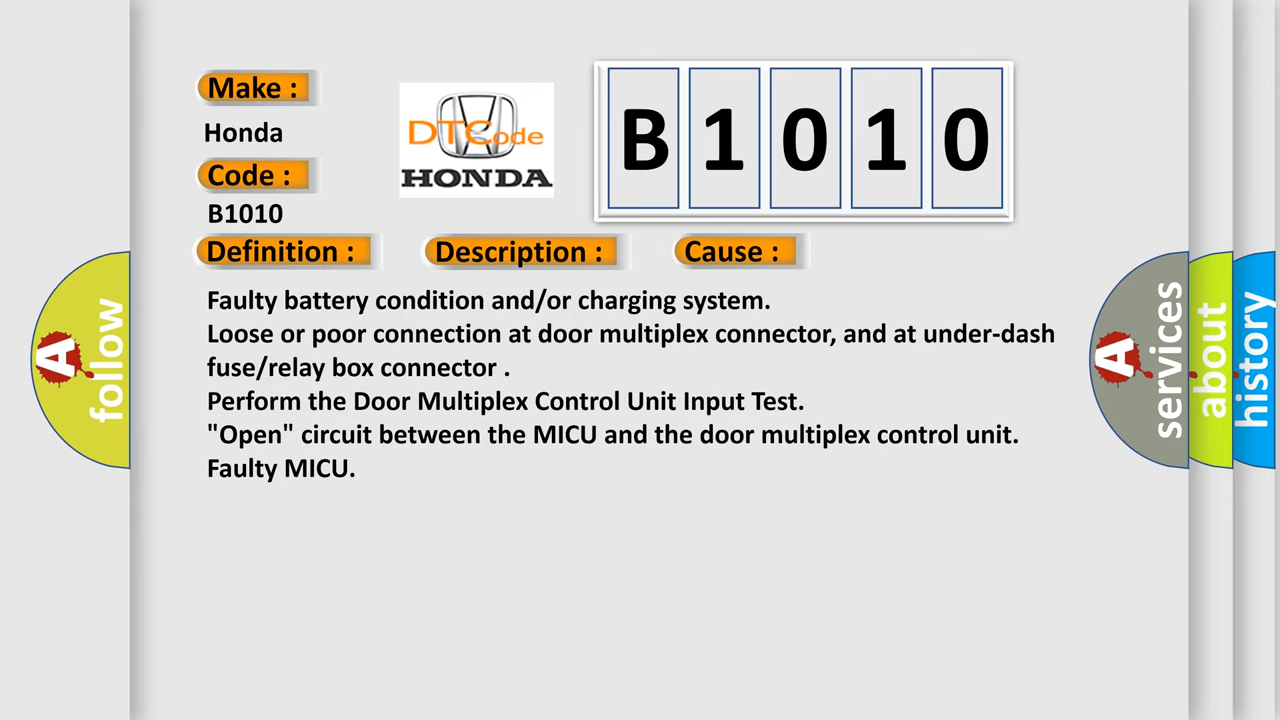 Make :
Honda
Code :
B1010
DTCode
HONDA
B 1 0 1 0
Definition :
Description :
Cause :
Faulty battery condition and/or charging system.
Loose or poor connection at door multiplex connector, and at under-dash
fuse/relay box connector .
Perform the Door Multiplex Control Unit Input Test.
"Open" circuit between the MICU and the door multiplex control unit.
Faulty MICU.
A follow
A services
about
history